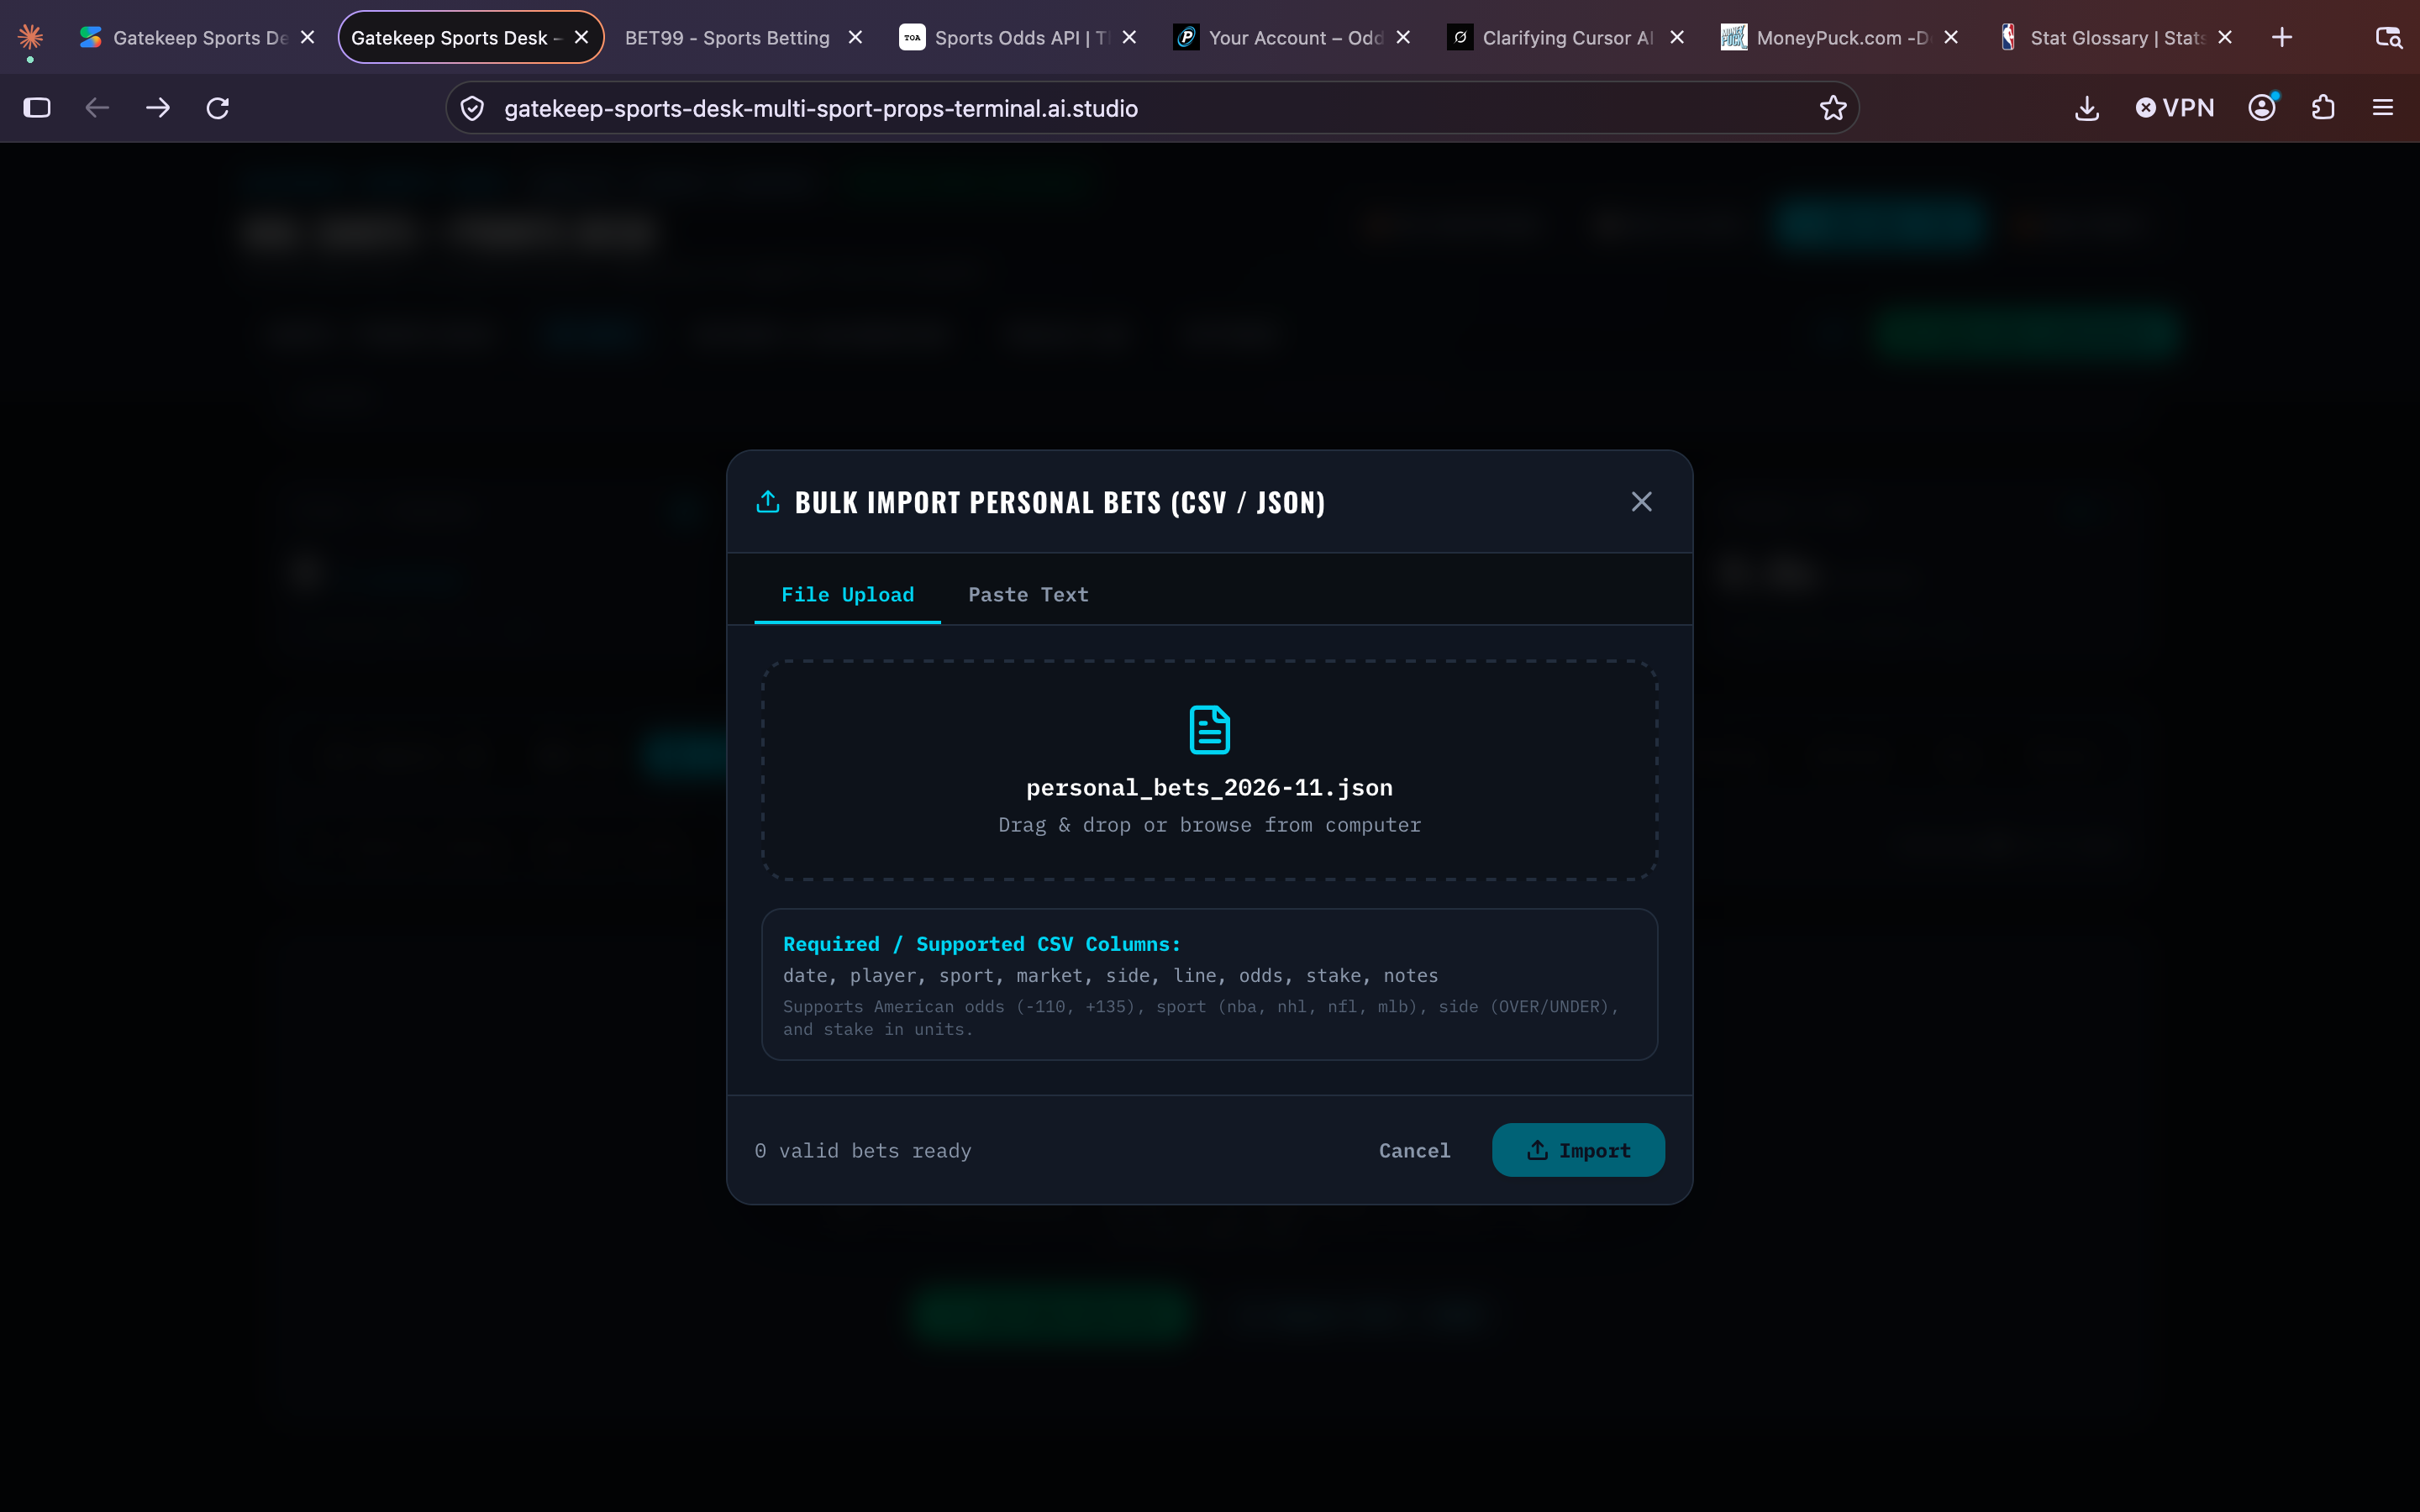 Gatekeep Sports De
Gatekeep Sports Desk –
BET99 - Sports Betting
TOA
Sports Odds API | T
Your Account – Odd
Clarifying Cursor AI
MoneyPuck.com -D
Stat Glossary | Stats
gatekeep-sports-desk-multi-sport-props-terminal.ai.studio
VPN
BULK IMPORT PERSONAL BETS (CSV / JSON)
File Upload
Paste Text
personal_bets_2026-11.json
Drag & drop or browse from computer
Required / Supported CSV Columns:
date, player, sport, market, side, line, odds, stake, notes
Supports American odds (-110, +135), sport (nba, nhl, nfl, mlb), side (OVER/UNDER),
and stake in units.
0 valid bets ready
Cancel
Import